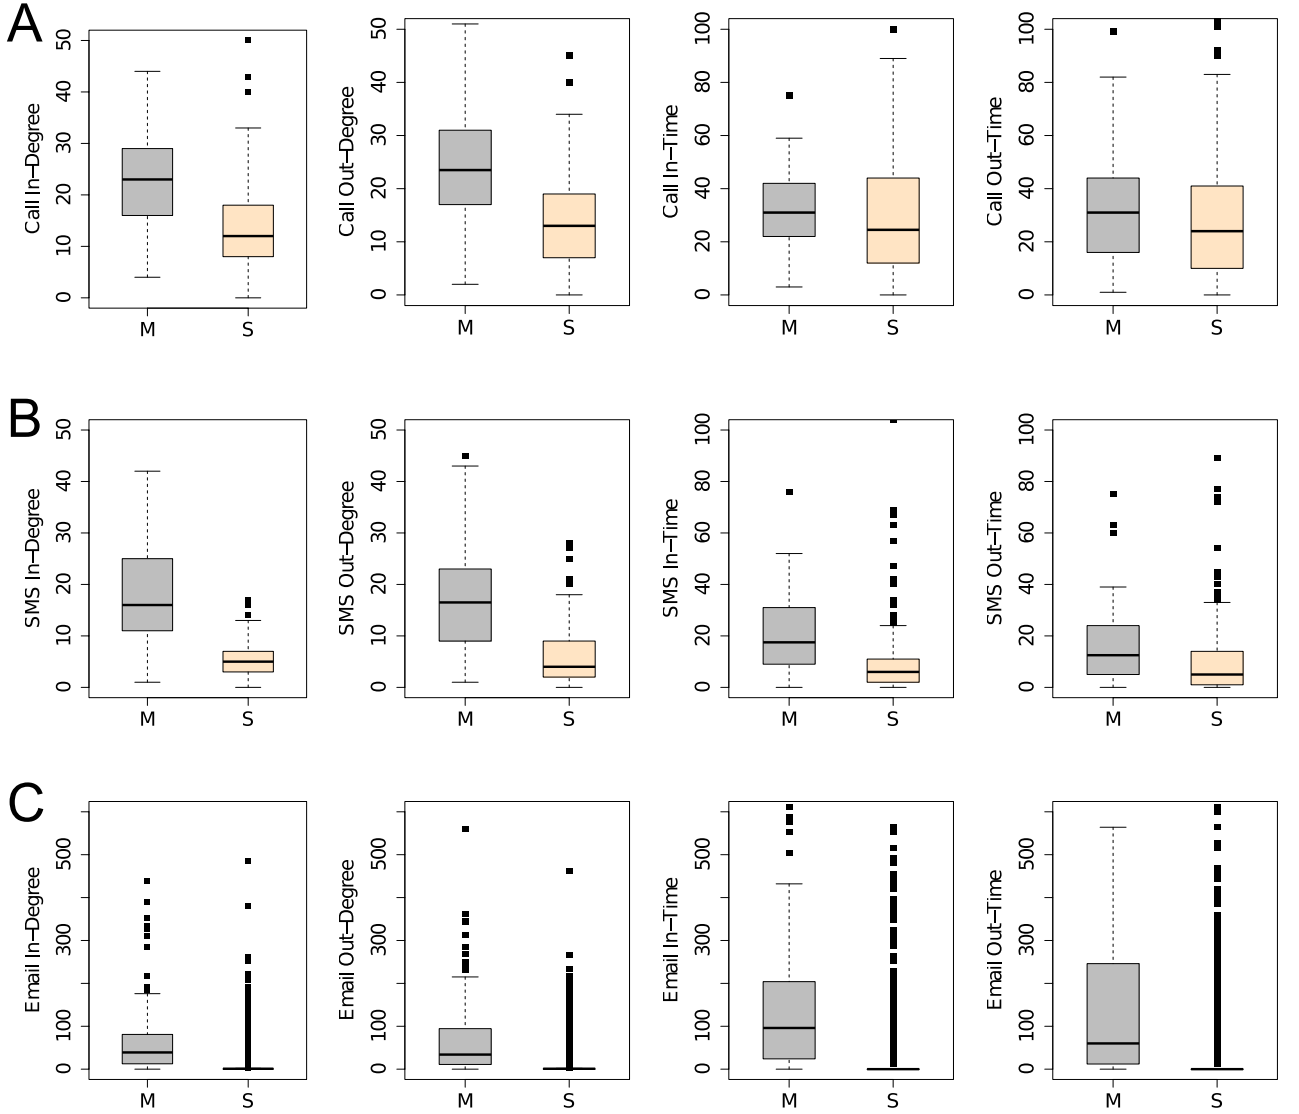 A
Call In−Degree
0 10 20 30 40 50
M S
Call Out−Degree
0 10 20 30 40 50
M S
Call In−Time
0 20 40 60 80 100
M S
Call Out−Time
0 20 40 60 80 100
M S
B
SMS In−Degree
0 10 20 30 40 50
M S
SMS Out−Degree
0 10 20 30 40 50
M S
SMS In−Time
0 20 40 60 80 100
M S
SMS Out−Time
0 20 40 60 80 100
M S
C
Email In−Degree
0 100 300 500
M S
Email Out−Degree
0 100 300 500
M S
Email In−Time
0 100 300 500
M S
Email Out−Time
0 100 300 500
M S